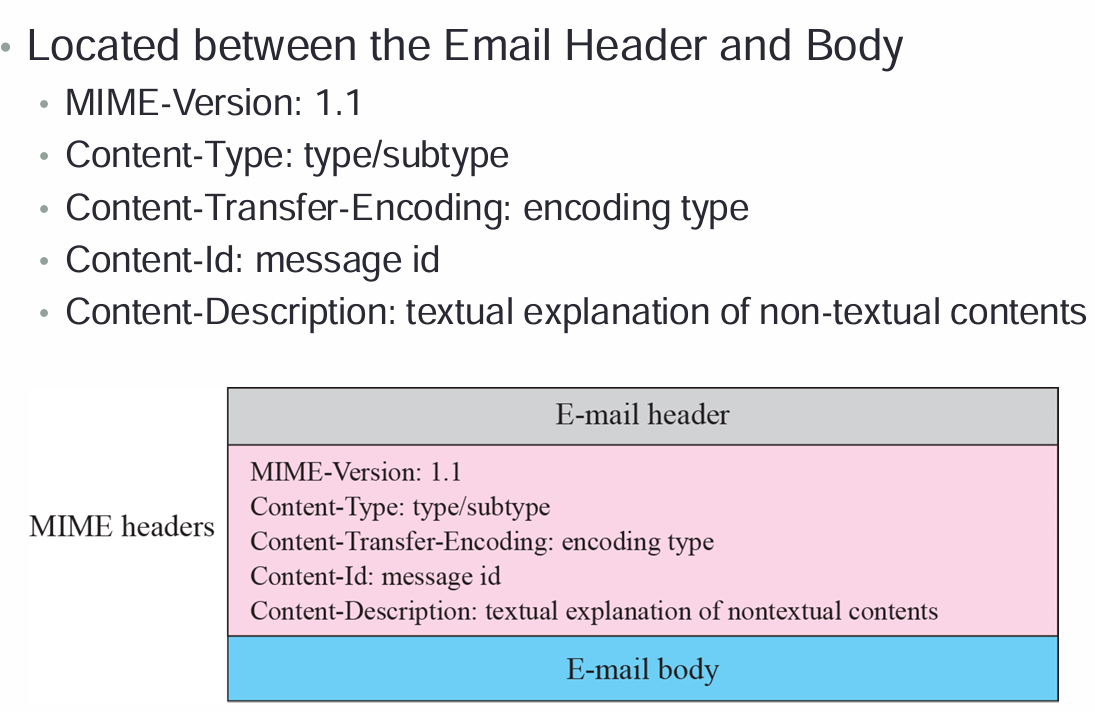 • Located between the Email Header and Body
• MIME-Version: 1.1
• Content-Type: type/subtype
• Content-Transfer-Encoding: encoding type
• Content-Id: message id
• Content-Description: textual explanation of non-textual contents
E-mail header
MIME headers
MIME-Version: 1.1
Content-Type: type/subtype
Content-Transfer-Encoding: encoding type
Content-Id: message id
Content-Description: textual explanation of nontextual contents
E-mail body